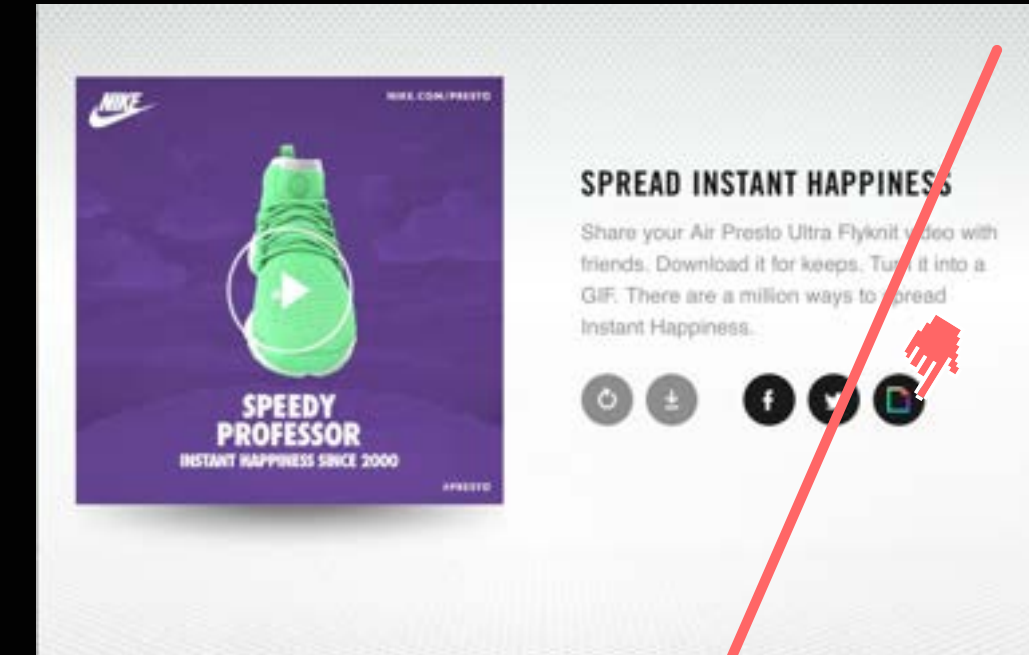 NIKE
NIKE.COM/PRESTO
SPEEDY
PROFESSOR
INSTANT HAPPINESS SINCE 2000
#PRESTO
SPREAD INSTANT HAPPINESS
Share your Air Presto Ultra Flyknit video with
friends. Download it for keeps. Turn it into a
GIF. There are a million ways to spread
Instant Happiness.